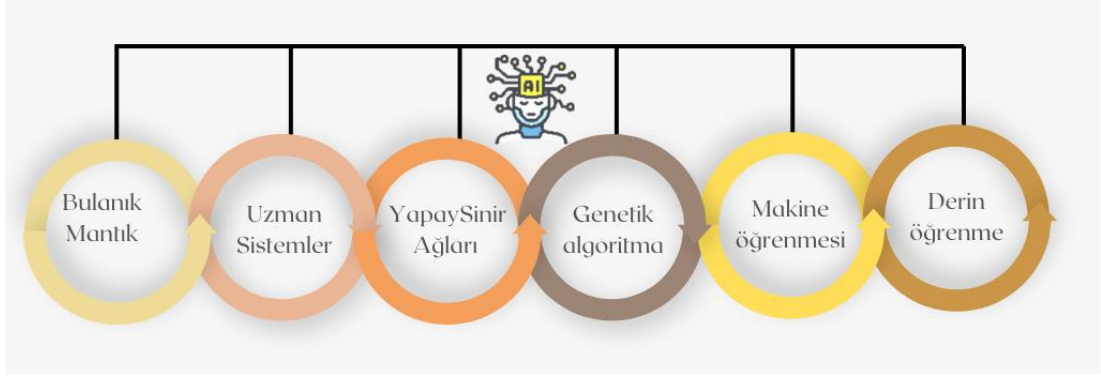 AI
Bulanık
Mantık
Uzman
Sistemler
YapaySinir
Ağları
Genetik
algoritma
Makine
öğrenmesi
Derin
öğrenme